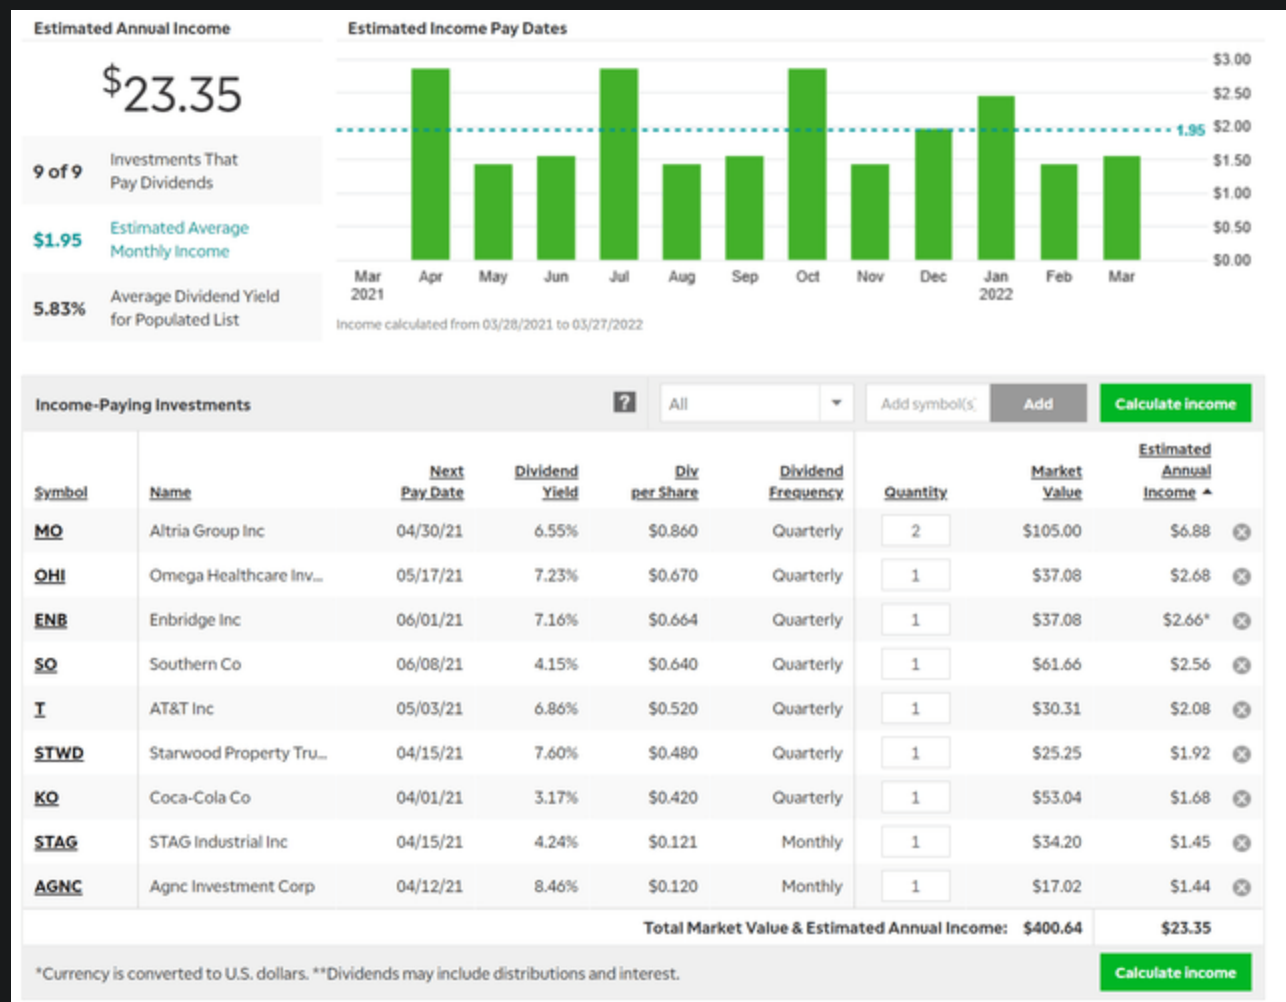 Estimated Annual Income
$23.35
9 of 9
Investments That
Pay Dividends
$1.95
Estimated Average
Monthly Income
5.83%
Average Dividend Yield
for Populated List
Estimated Income Pay Dates
$3.00
$2.50
1.95
$2.00
$1.50
$1.00
$0.50
$0.00
Mar Apr May Jun Jul Aug Sep Oct Nov Dec Jan Feb Mar
2021 2022
Income calculated from 03/28/2021 to 03/27/2022
Income-Paying Investments ? All Add symbol(s Add Calculate income
Estimated
Next Dividend Div Dividend Market Annual
Symbol Name Pay Date Yield per Share Frequency Quantity Value Income
MO Altria Group Inc 04/30/21 6.55% $0.860 Quarterly 2 $105.00 $6.88
OHI Omega Healthcare Inv... 05/17/21 7.23% $0.670 Quarterly 1 $37.08 $2.68
ENB Enbridge Inc 06/01/21 7.16% $0.664 Quarterly 1 $37.08 $2.66*
SO Southern Co 06/08/21 4.15% $0.640 Quarterly 1 $61.66 $2.56
T AT&T Inc 05/03/21 6.86% $0.520 Quarterly 1 $30.31 $2.08
STWD Starwood Property Tru... 04/15/21 7.60% $0.480 Quarterly 1 $25.25 $1.92
KO Coca-Cola Co 04/01/21 3.17% $0.420 Quarterly 1 $53.04 $1.68
STAG STAG Industrial Inc 04/15/21 4.24% $0.121 Monthly 1 $34.20 $1.45
AGNC Agnc Investment Corp 04/12/21 8.46% $0.120 Monthly 1 $17.02 $1.44
Total Market Value & Estimated Annual Income: $400.64 $23.35
*Currency is converted to U.S. dollars. **Dividends may include distributions and interest. Calculate income